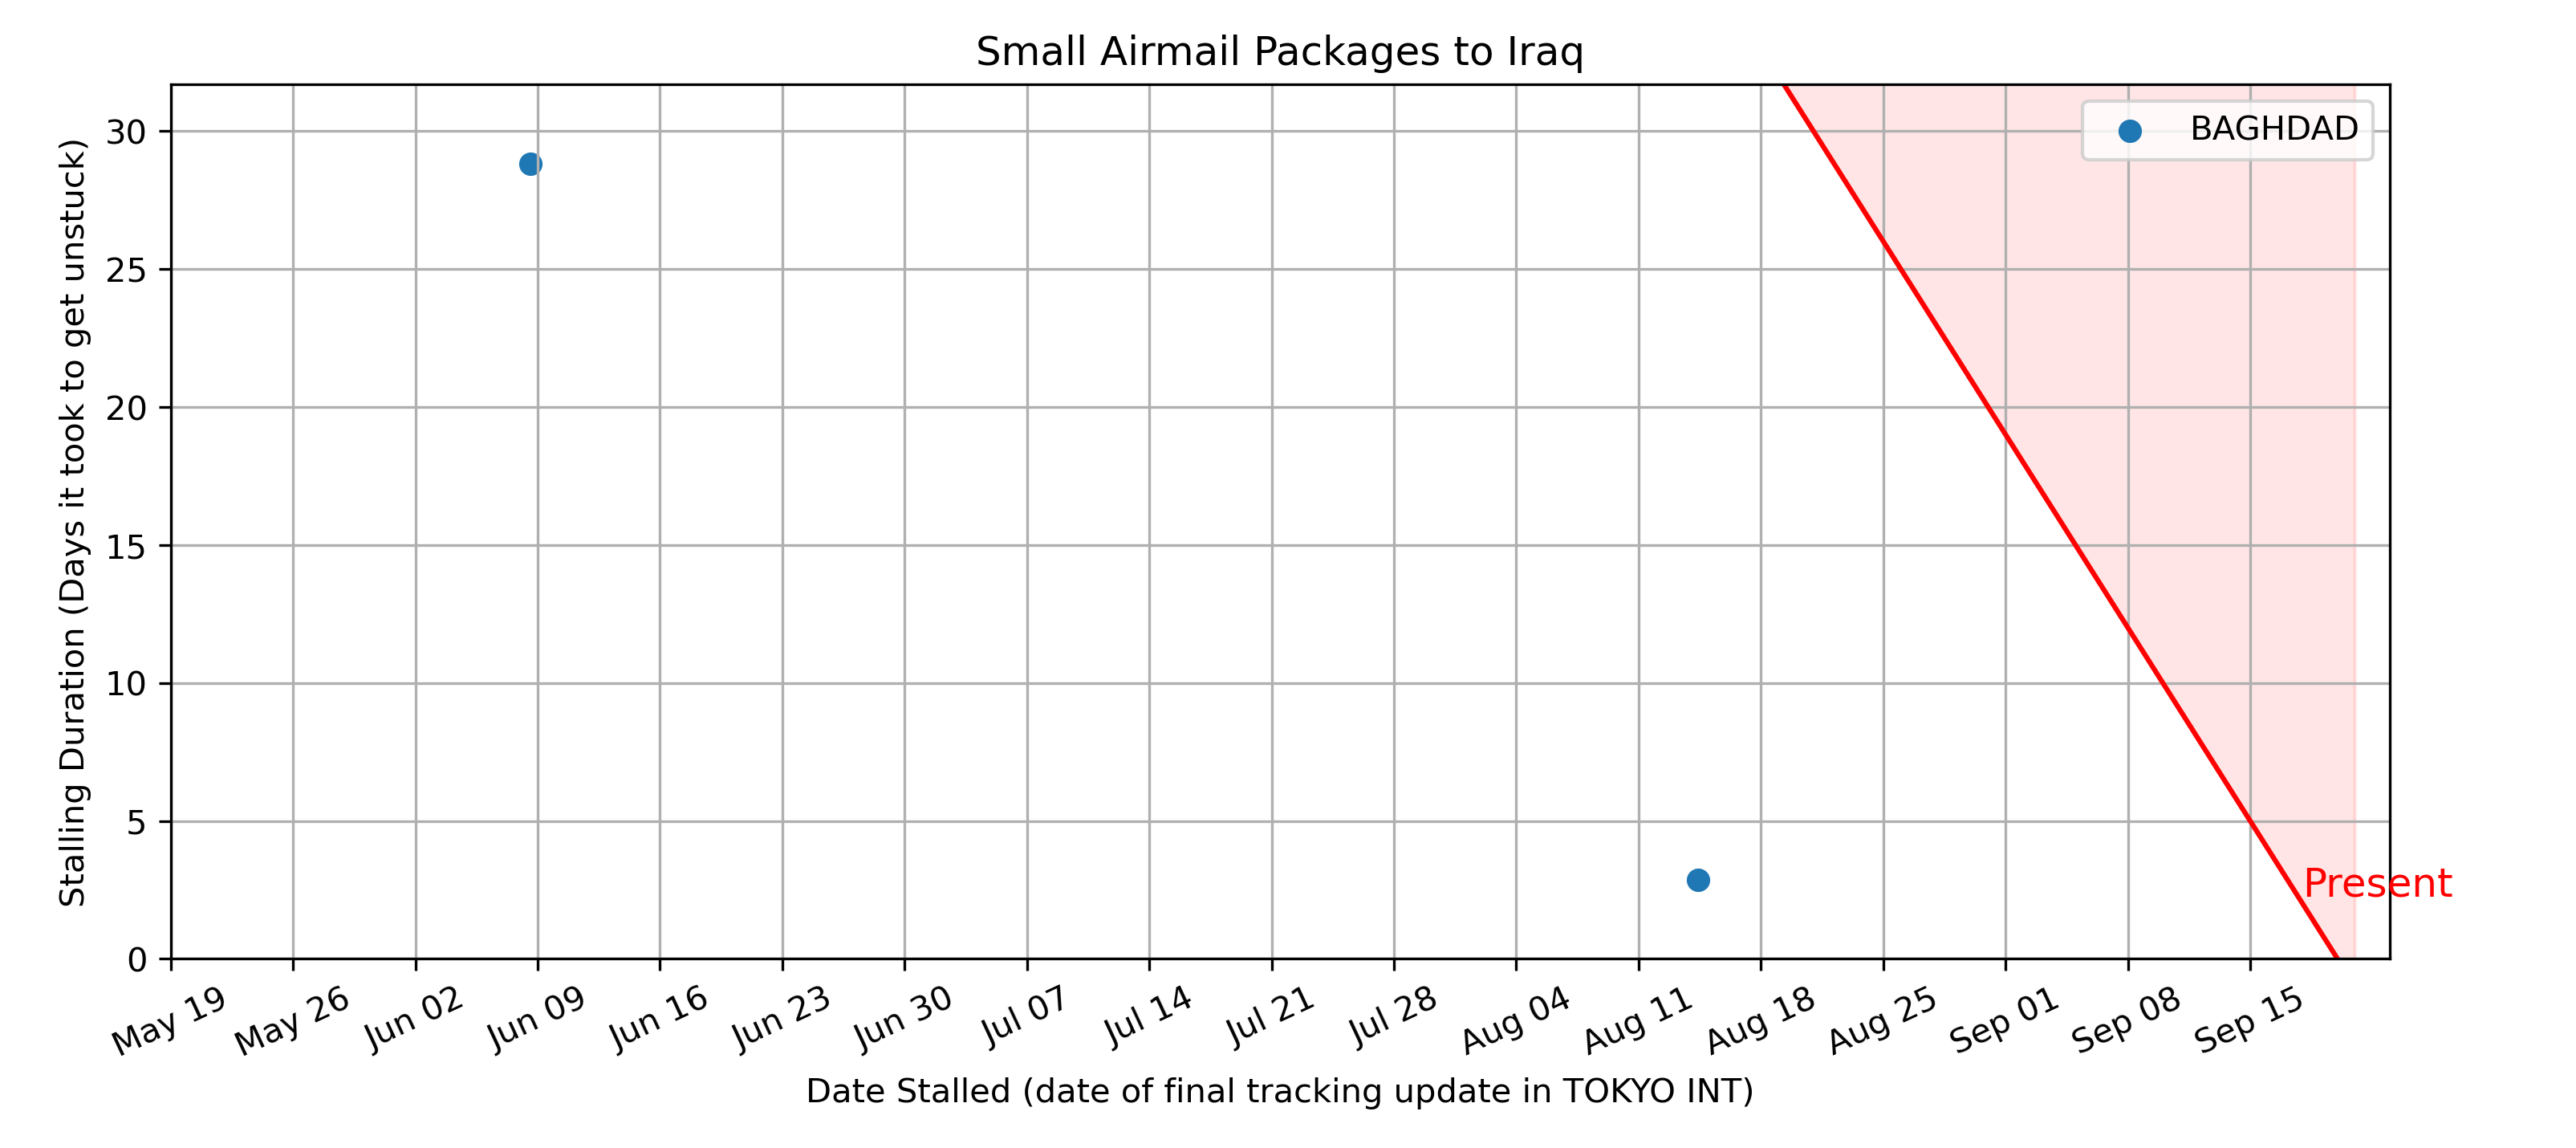 Small Airmail Packages to Iraq
BAGHDAD
Stalling Duration (Days it took to get unstuck)
30
25
20
15
10
5
0
Present
May 19
May 26
Jun 02
Jun 09
Jun 16
Jun 23
Jun 30
Jul 07
Jul 14
Jul 21
Jul 28
Aug 04
Aug 11
Aug 18
Aug 25
Sep 01
Sep 08
Sep 15
Date Stalled (date of final tracking update in TOKYO INT)